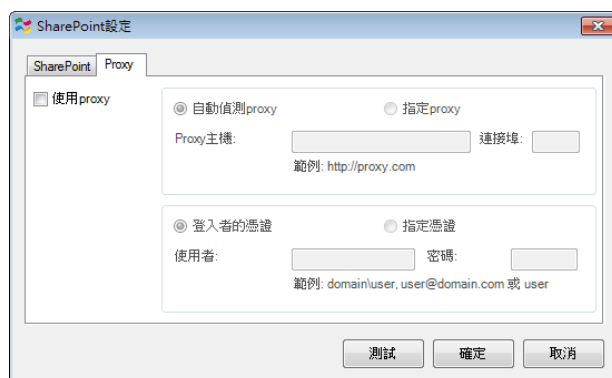 SharePoint設定
SharePoint Proxy
使用proxy
自動偵測proxy 指定proxy
Proxy主機: 連接埠:
範例: http://proxy.com
登入者的憑證 指定憑證
使用者: 密碼:
範例: domain\user, user@domain.com 或 user
測試 確定 取消